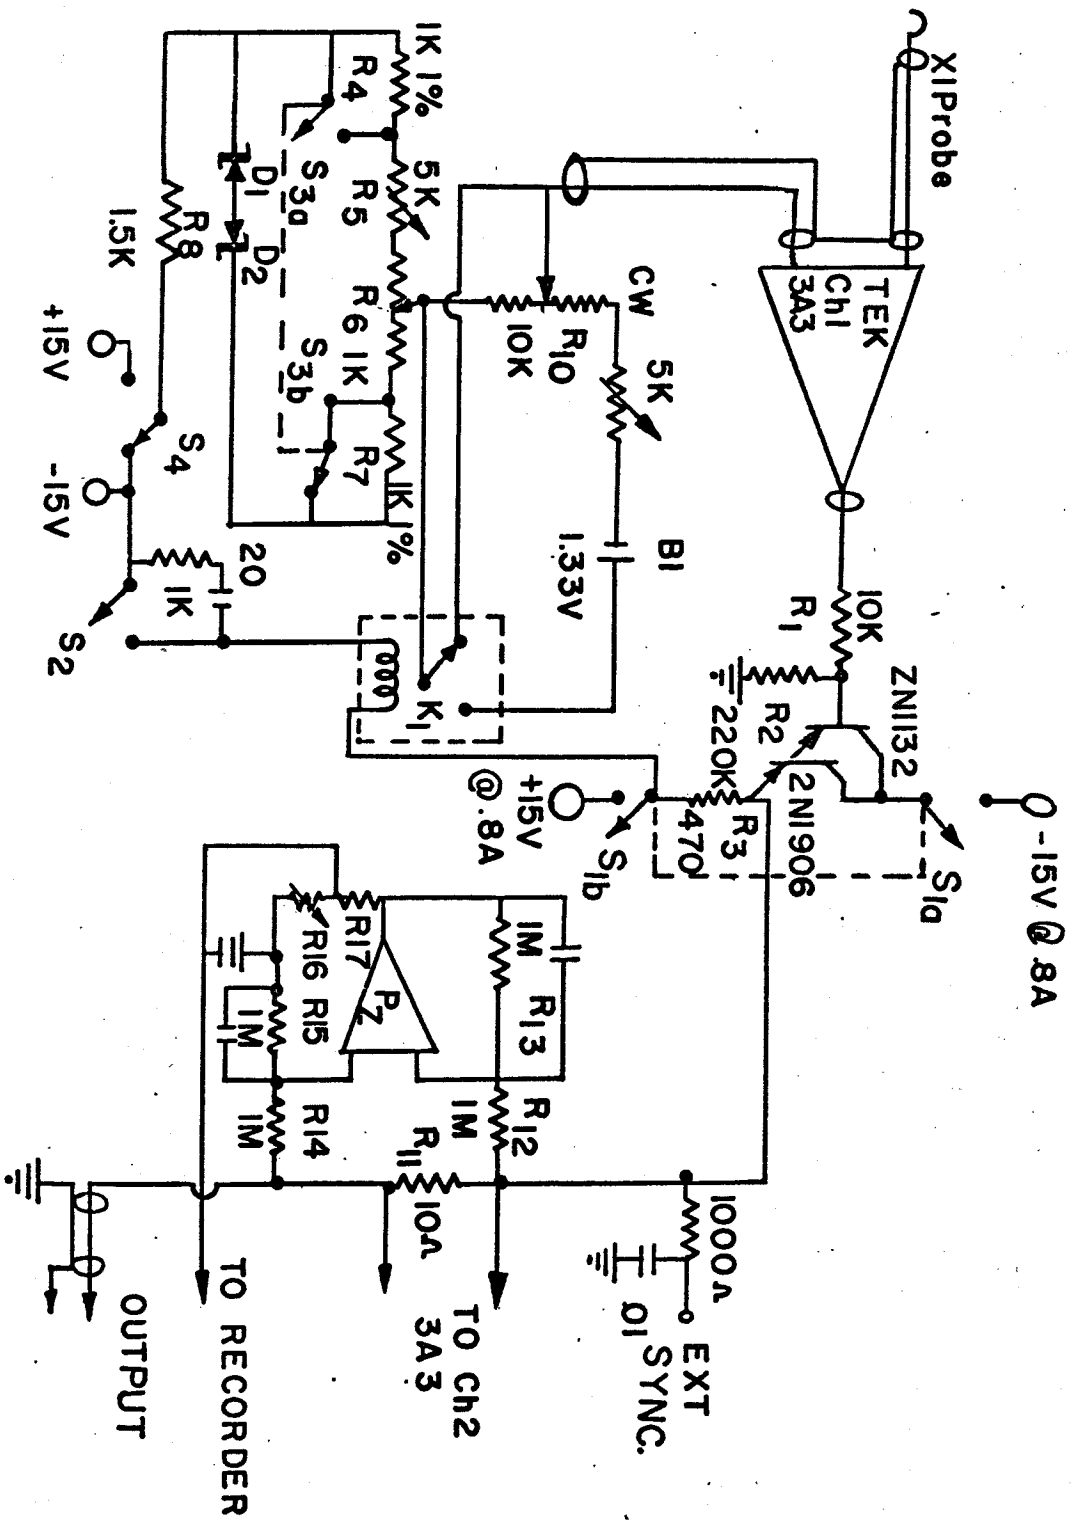 X1Probe
TEK
Ch1
3A3
10K
R1
ZN1132
R2
220K
2N1906
R3
470
-15V @ .8A
S1a
S1b
+15V
@ .8A
1K 1%
R4
S3a
5K
R5
R6
1K
S3b
R7
1K
1%
D1
D2
R8
1.5K
+15V
S4
-15V
20
1K
S2
CW
R10
10K
5K
B1
1.33V
K1
R17
R16
R15
1M
PZ
1M
R13
R12
1M
R14
1M
R11
10Ω
1000Ω
.01
EXT
SYNC.
TO Ch2
3A3
TO RECORDER
OUTPUT